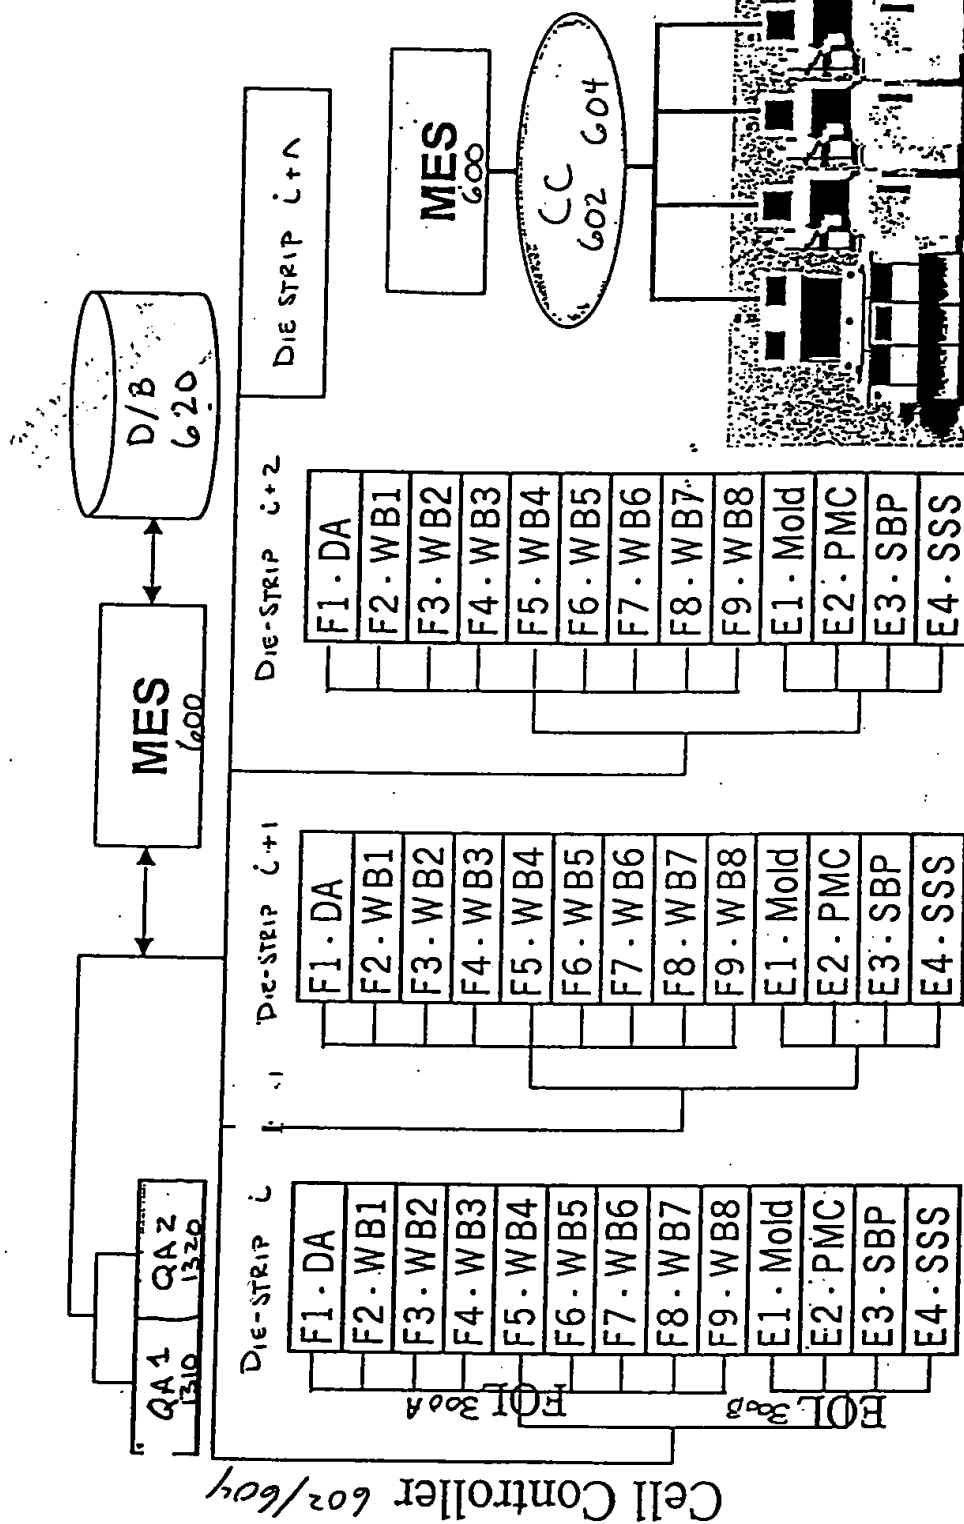 QA1
1310
QA2
1320
MES
600
D/B
620
DIE-STRIP i
F1·DA
F2·WB1
F3·WB2
F4·WB3
F5·WB4
F6·WB5
F7·WB6
F8·WB7
F9·WB8
E1·Mold
E2·PMC
E3·SBP
E4·SSS
DIE-STRIP i+1
F1·DA
F2·WB1
F3·WB2
F4·WB3
F5·WB4
F6·WB5
F7·WB6
F8·WB7
F9·WB8
E1·Mold
E2·PMC
E3·SBP
E4·SSS
DIE-STRIP i+2
F1·DA
F2·WB1
F3·WB2
F4·WB3
F5·WB4
F6·WB5
F7·WB6
F8·WB7
F9·WB8
E1·Mold
E2·PMC
E3·SBP
E4·SSS
DIE STRIP i+n
MES
600
CC
602 604
FOL 300A
EOL 300B
Cell Controller 602/604